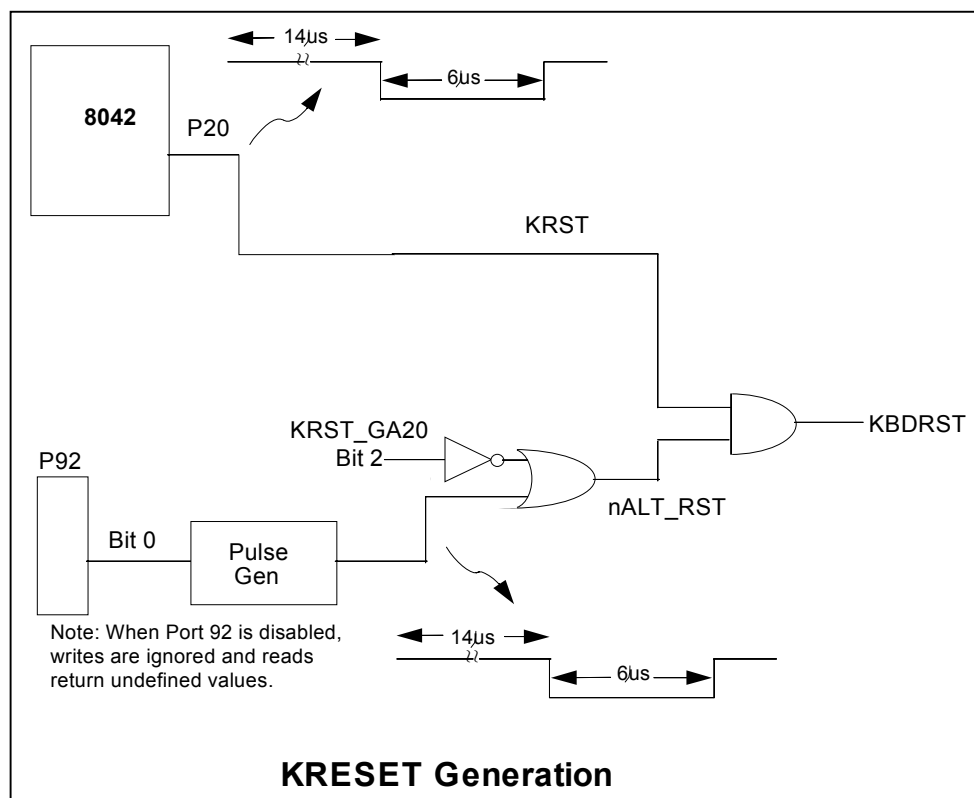 14µs
6µs
8042
P20
KRST
KRST_GA20
Bit 2
KBDRST
nALT_RST
P92
Bit 0
Pulse
Gen
Note: When Port 92 is disabled,
writes are ignored and reads
return undefined values.
14µs
6µs
KRESET Generation